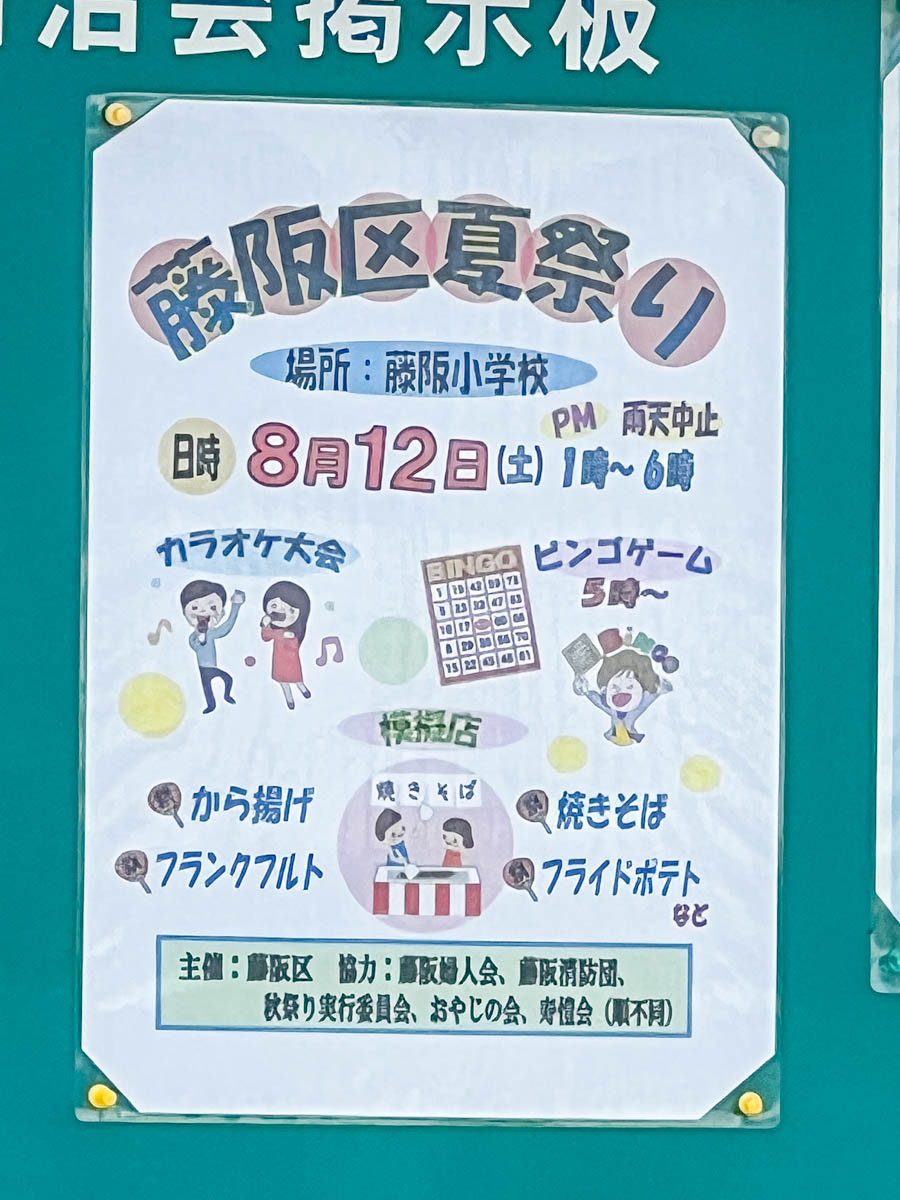 会掲示板
藤阪区夏祭り
場所：藤阪小学校
日時 8月12日(土) PM 1時～6時
雨天中止
カラオケ大会
BINGO
ビンゴゲーム
5時～
模擬店
から揚げ
焼きそば
焼きそば
フランクフルト
フライドポテト
など
主催：藤阪区 協力：藤阪婦人会、藤阪消防団、
秋祭り実行委員会、おやじの会、（順不同）